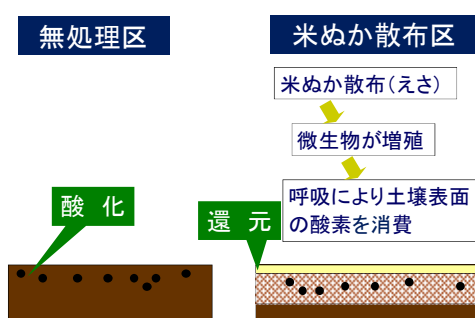 無処理区
米ぬか散布区
米ぬか散布(えさ)
微生物が増殖
呼吸により土壌表面
の酸素を消費
酸 化
還 元